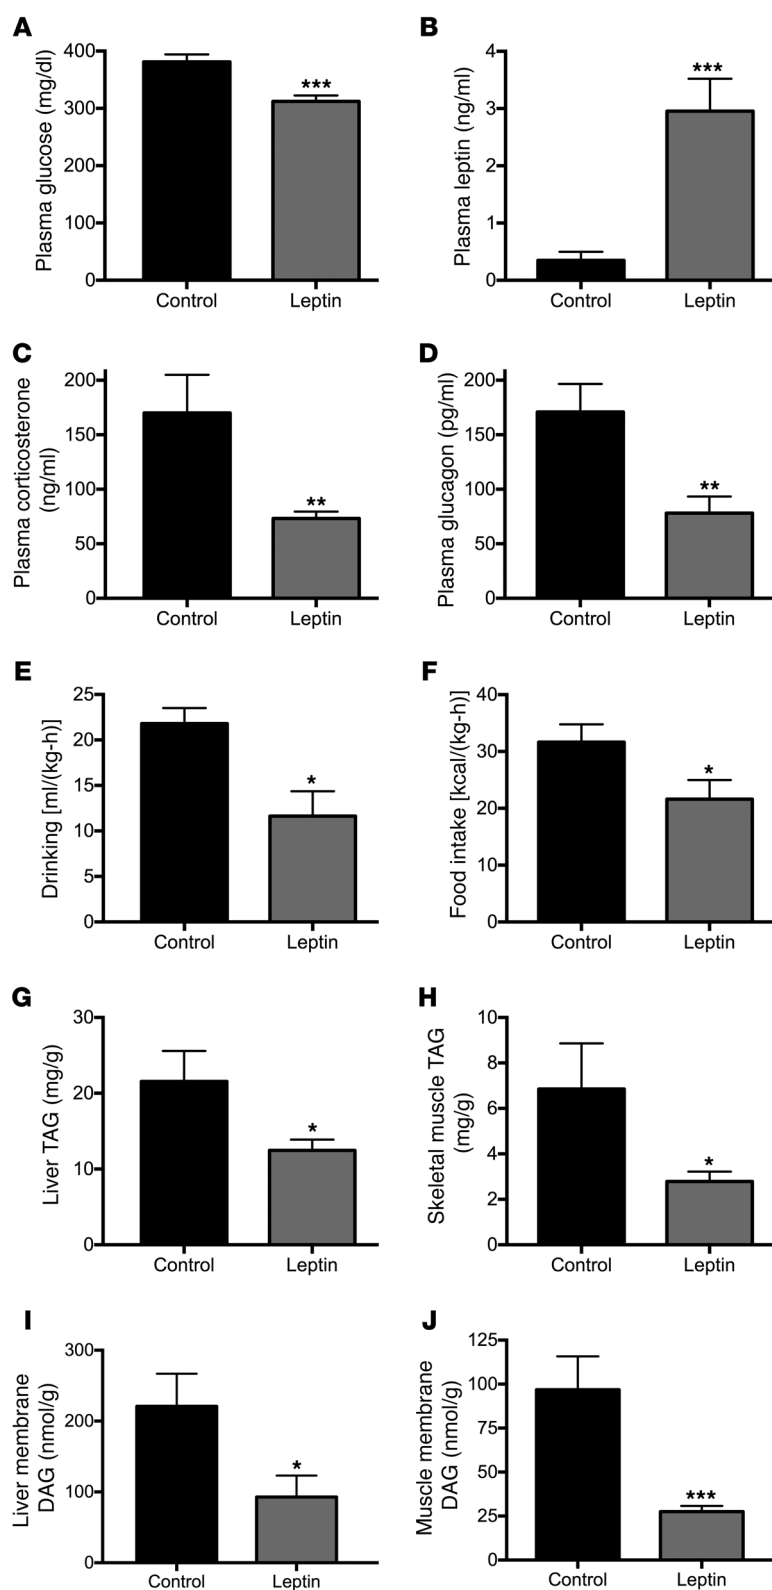 A
Plasma glucose (mg/dl)
400
300
200
100
0
***
Control
Leptin
B
Plasma leptin (ng/ml)
4
3
2
1
0
***
Control
Leptin
C
Plasma corticosterone
(ng/ml)
200
150
100
50
0
**
Control
Leptin
D
Plasma glucagon (pg/ml)
200
150
100
50
0
**
Control
Leptin
E
Drinking [ml/(kg-h)]
25
20
15
10
5
0
*
Control
Leptin
F
Food intake [kcal/(kg-h)]
40
30
20
10
0
*
Control
Leptin
G
Liver TAG (mg/g)
30
20
10
0
*
Control
Leptin
H
Skeletal muscle TAG
(mg/g)
10
8
6
4
2
0
*
Control
Leptin
I
Liver membrane
DAG (nmol/g)
300
200
100
0
*
Control
Leptin
J
Muscle membrane
DAG (nmol/g)
125
100
75
50
25
0
***
Control
Leptin